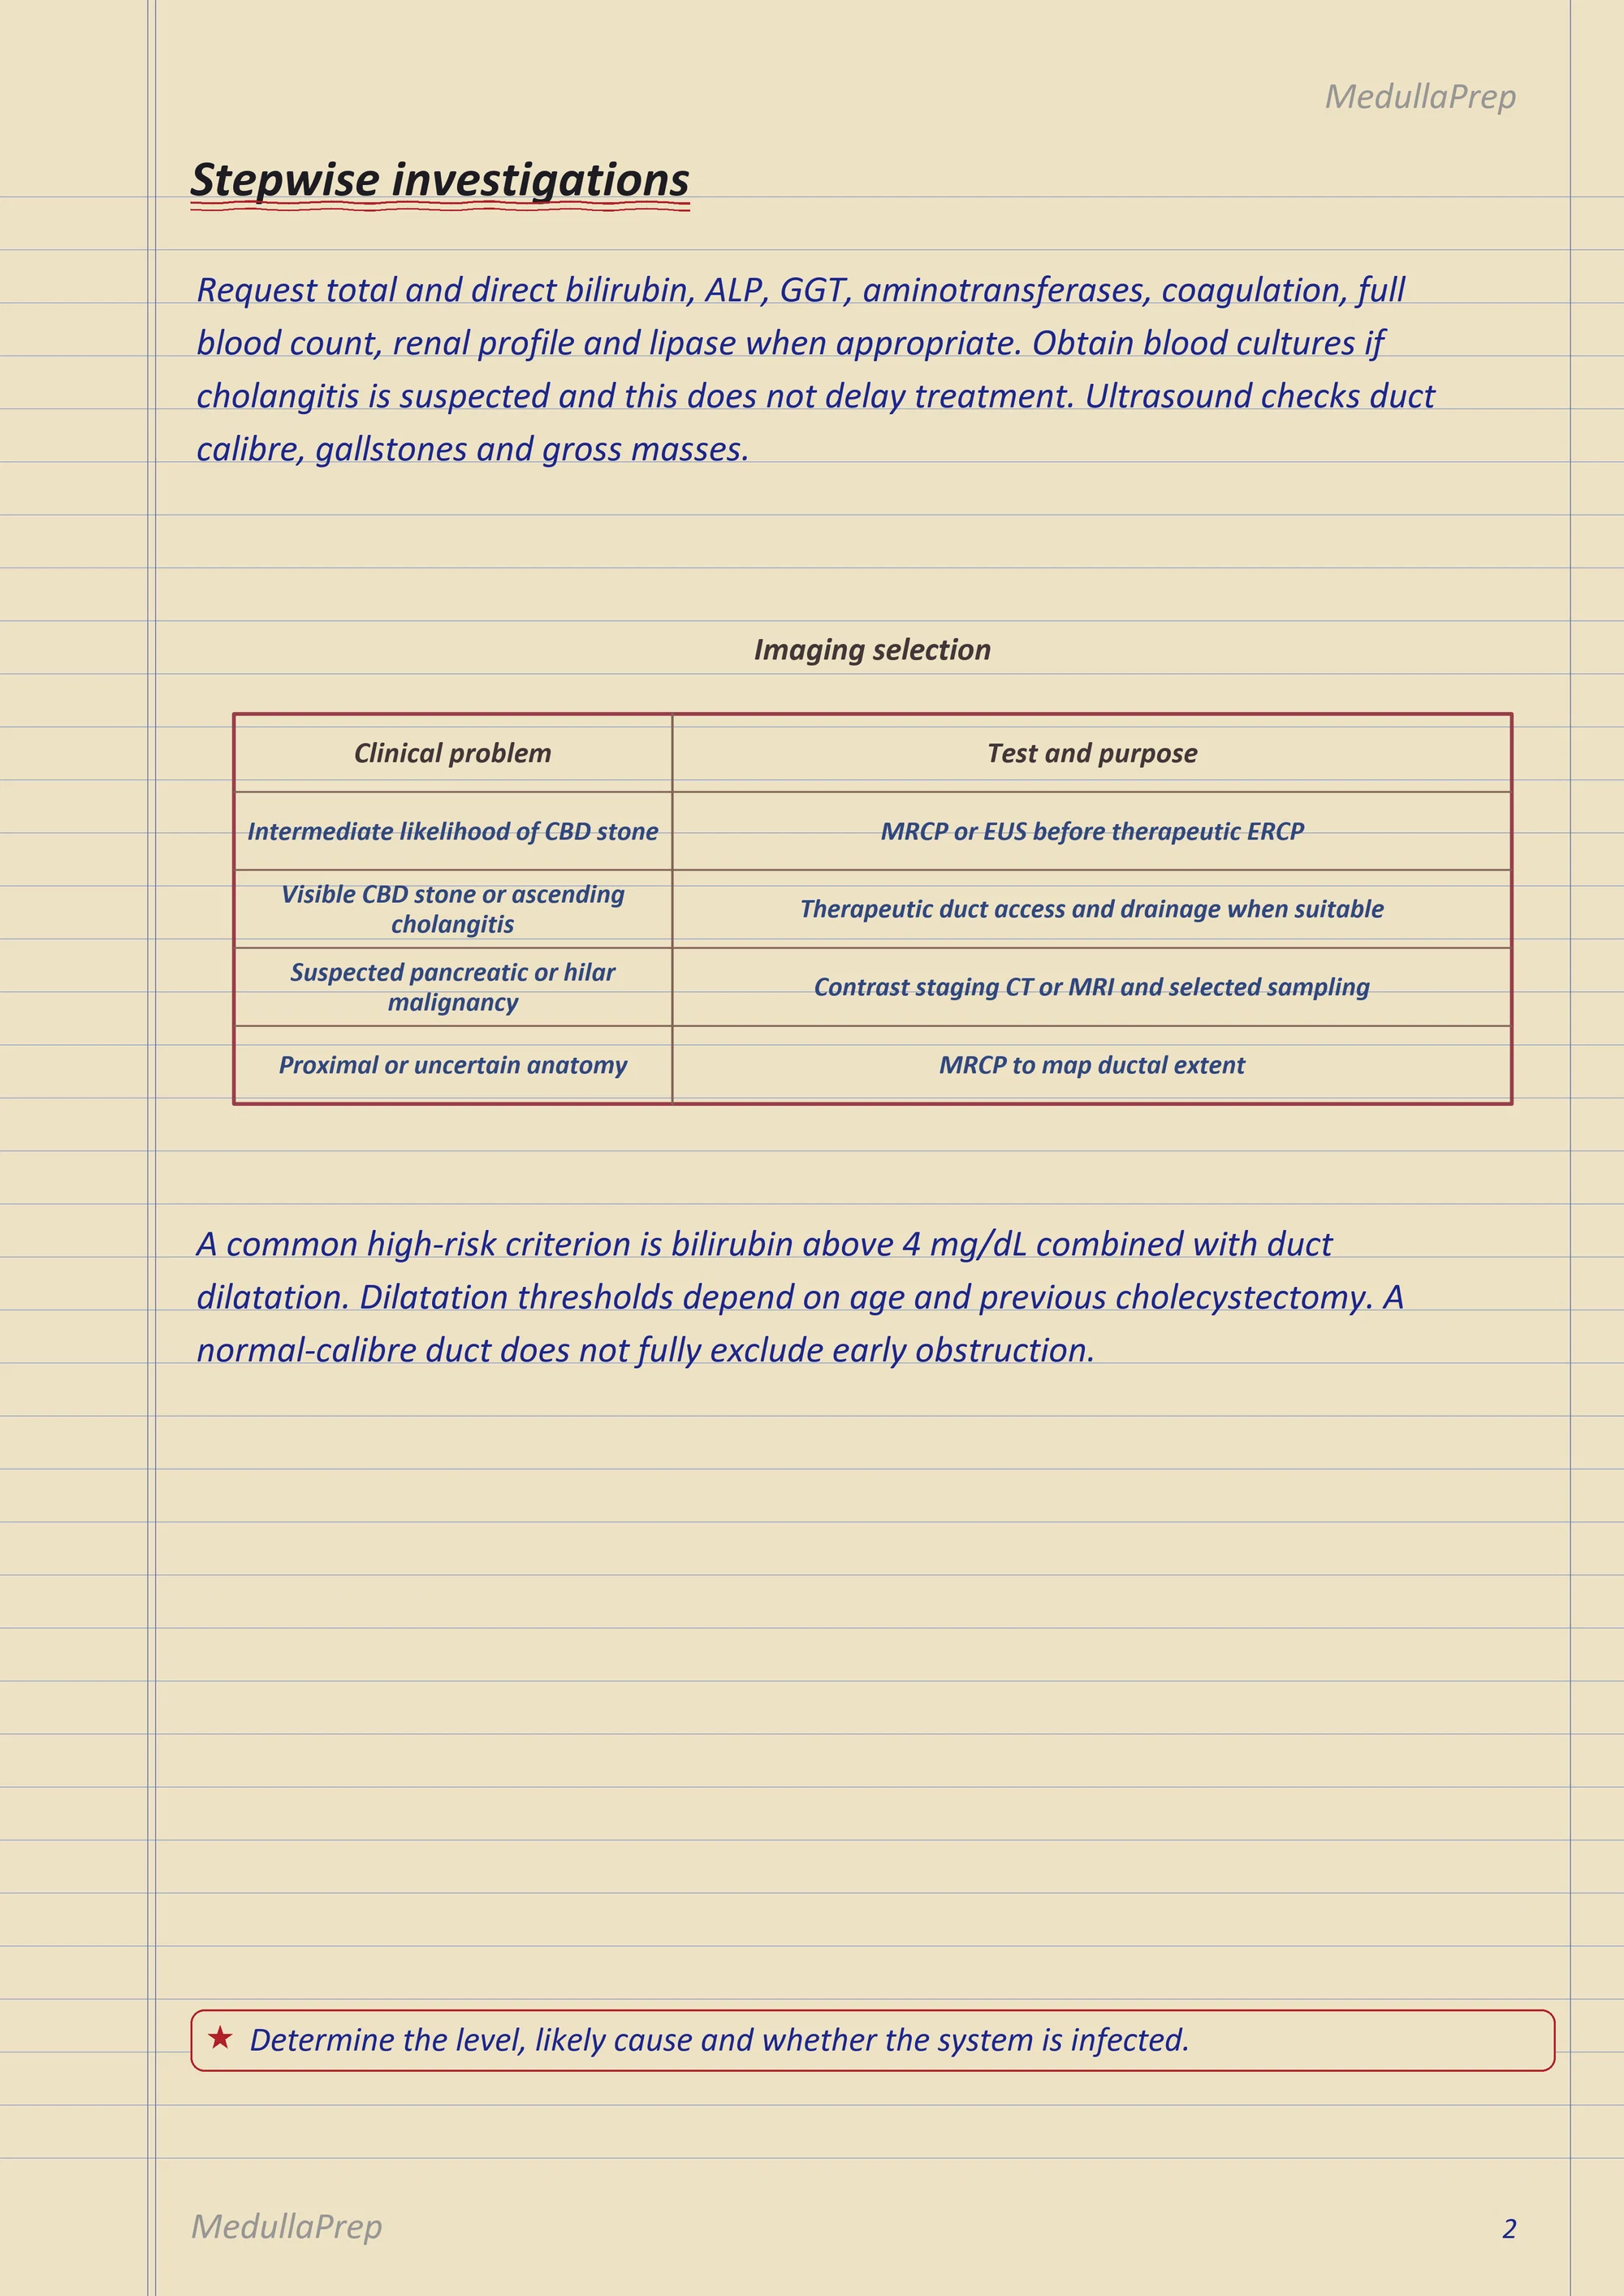 MedullaPrep
Stepwise investigations
Request total and direct bilirubin, ALP, GGT, aminotransferases, coagulation, full
blood count, renal profile and lipase when appropriate. Obtain blood cultures if
cholangitis is suspected and this does not delay treatment. Ultrasound checks duct
calibre, gallstones and gross masses.
Imaging selection
Clinical problem
Test and purpose
Intermediate likelihood of CBD stone
MRCP or EUS before therapeutic ERCP
Visible CBD stone or ascending
cholangitis
Therapeutic duct access and drainage when suitable
Suspected pancreatic or hilar
malignancy
Contrast staging CT or MRI and selected sampling
Proximal or uncertain anatomy
MRCP to map ductal extent
A common high-risk criterion is bilirubin above 4 mg/dL combined with duct
dilatation. Dilatation thresholds depend on age and previous cholecystectomy. A
normal-calibre duct does not fully exclude early obstruction.
★ Determine the level, likely cause and whether the system is infected.
MedullaPrep
2